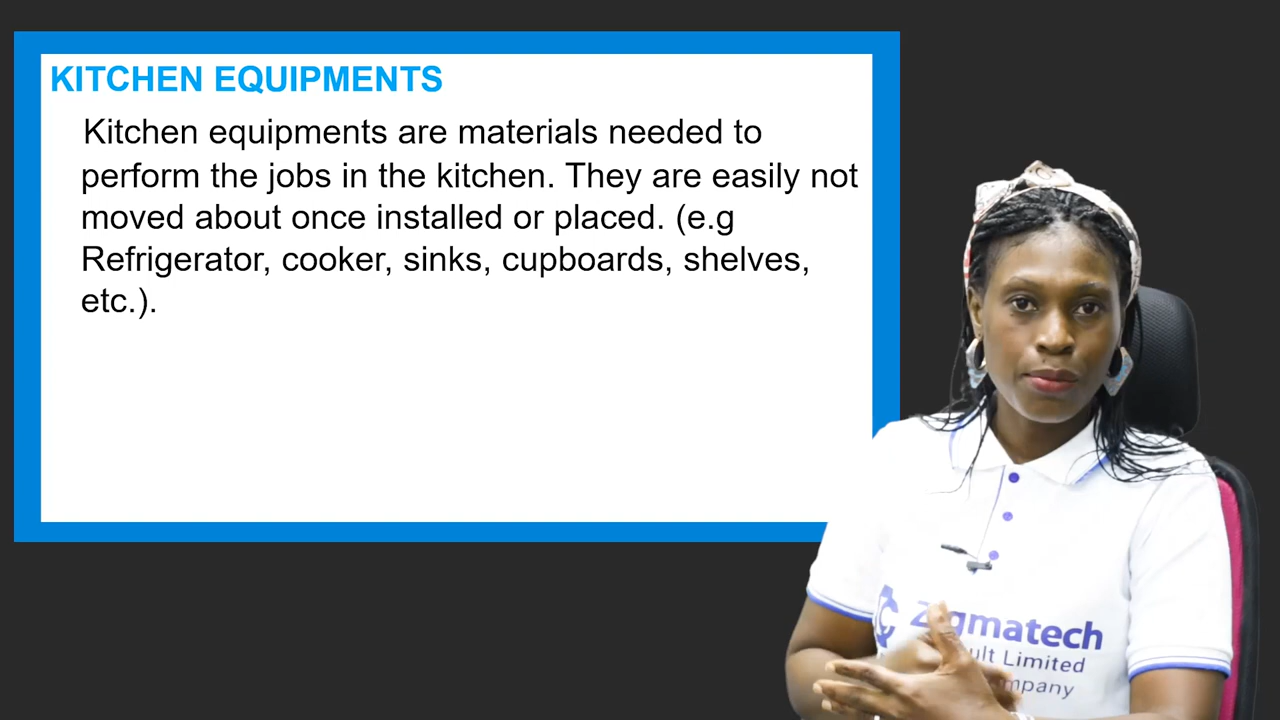 KITCHEN EQUIPMENTS
Kitchen equipments are materials needed to
perform the jobs in the kitchen. They are easily not
moved about once installed or placed. (e.g
Refrigerator, cooker, sinks, cupboards, shelves,
etc.).
Zigmatech
Limited